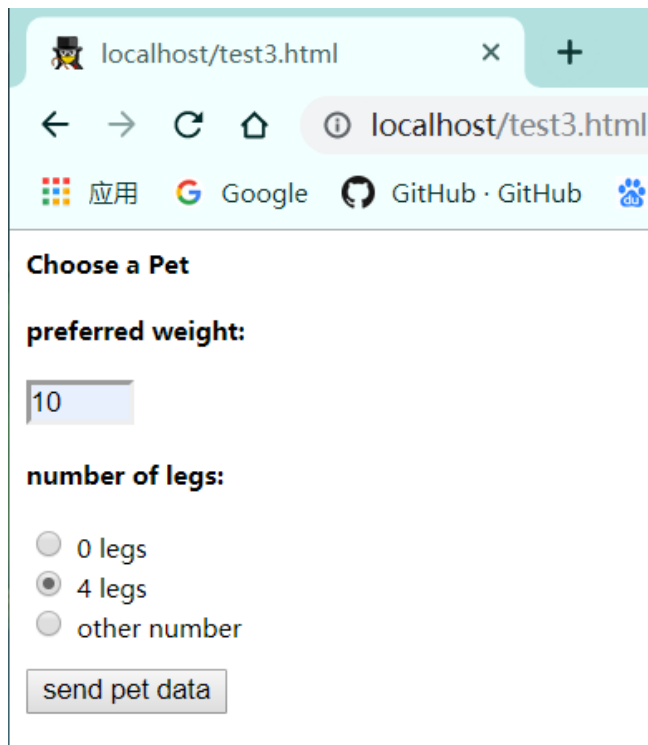 localhost/test3.html
localhost/test3.html
应用 Google GitHub · GitHub du
Choose a Pet
preferred weight:
10
number of legs:
0 legs
4 legs
other number
send pet data